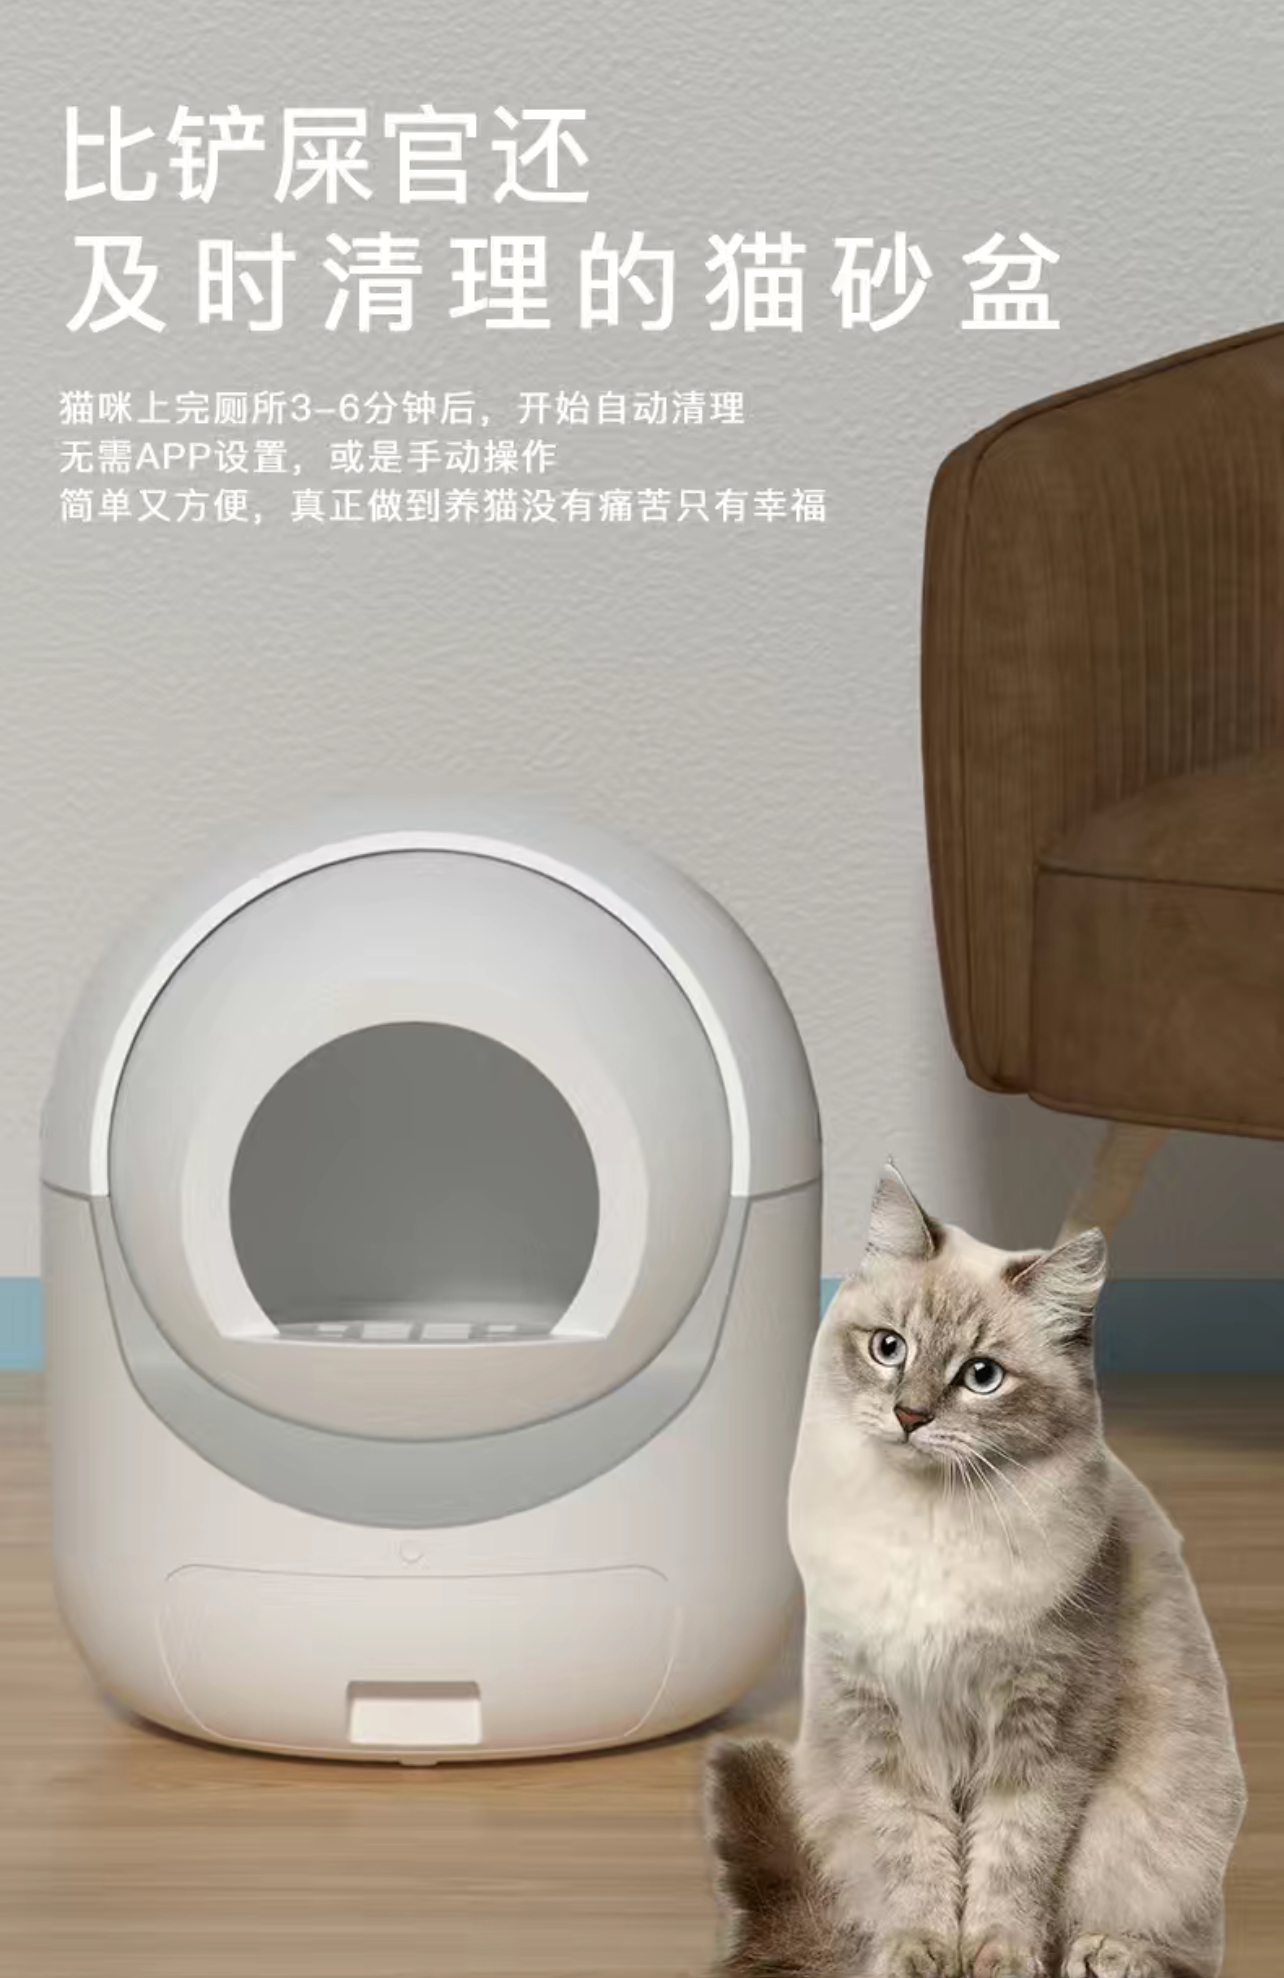 比铲屎官还
及时清理的猫砂盆
猫咪上完厕所3-6分钟后，开始自动清理
无需APP设置，或是手动操作
简单又方便，真正做到养猫没有痛苦只有幸福